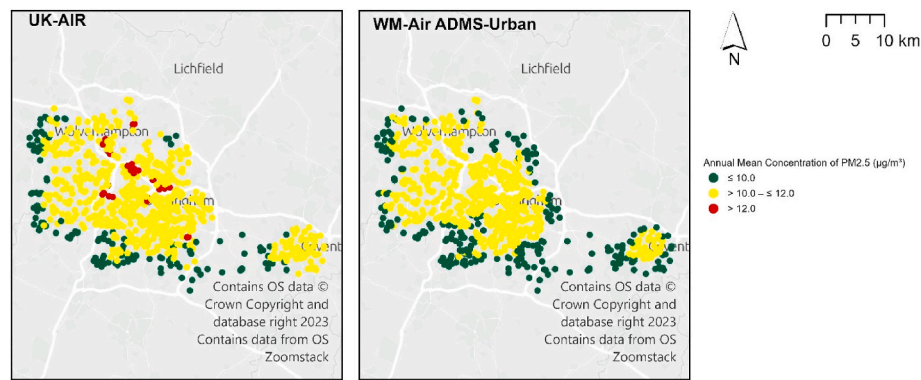 UK-AIR
Lichfield
Wolverhampton
Contains OS data ©
Crown Copyright and
database right 2023
Contains data from OS
Zoomstack
WM-Air ADMS-Urban
Lichfield
Wolverhampton
Contains OS data ©
Crown Copyright and
database right 2023
Contains data from OS
Zoomstack
N
0 5 10 km
Annual Mean Concentration of PM2.5 (µg/m³)
≤ 10.0
> 10.0 – ≤ 12.0
> 12.0